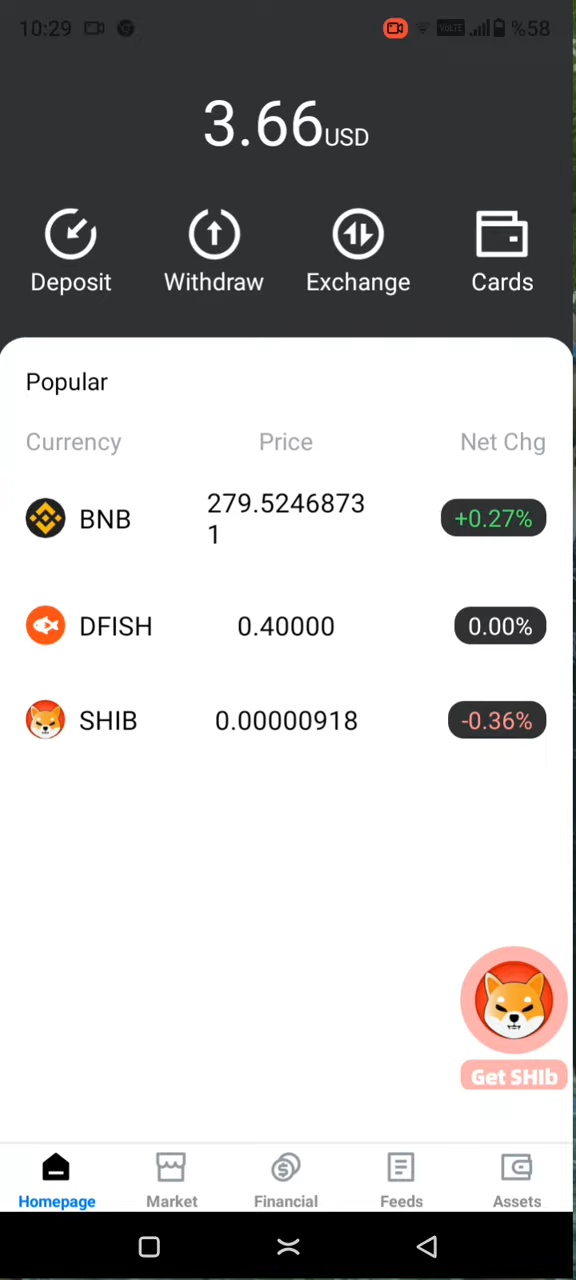 10:29
VOLTE %58
3.66USD
Deposit Withdraw Exchange Cards
Popular
Currency Price Net Chg
BNB 279.5246873
1 +0.27%
DFISH 0.40000 0.00%
SHIB 0.00000918 -0.36%
Get SHIb
Homepage Market Financial Feeds Assets